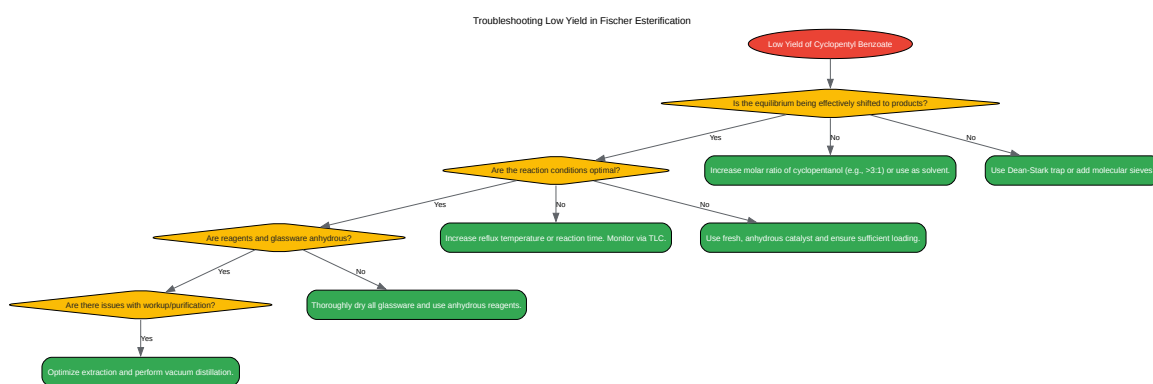 Troubleshooting Low Yield in Fischer Esterification
Low Yield of Cyclopentyl Benzoate
Is the equilibrium being effectively shifted to products?
Yes
No
No
Are the reaction conditions optimal?
Increase molar ratio of cyclopentanol (e.g., >3:1) or use as solvent.
Use Dean-Stark trap or add molecular sieves
Yes
No
No
Are reagents and glassware anhydrous?
Increase reflux temperature or reaction time. Monitor via TLC.
Use fresh, anhydrous catalyst and ensure sufficient loading.
Yes
No
Are there issues with workup/purification?
Thoroughly dry all glassware and use anhydrous reagents.
Yes
Optimize extraction and perform vacuum distillation.